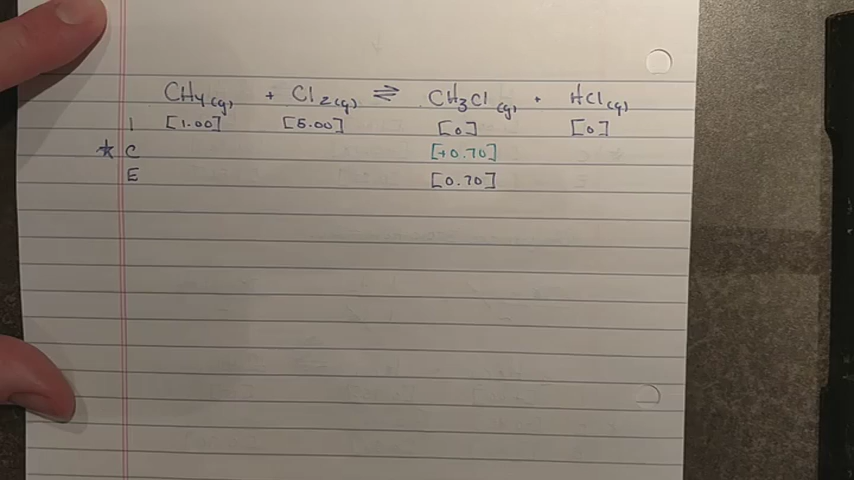 CH4(g) + Cl2(g) ⇌ CH3Cl(g) + HCl(g)
I [1.00] [5.00] [0] [0]
★ C [+0.70]
E [0.70]